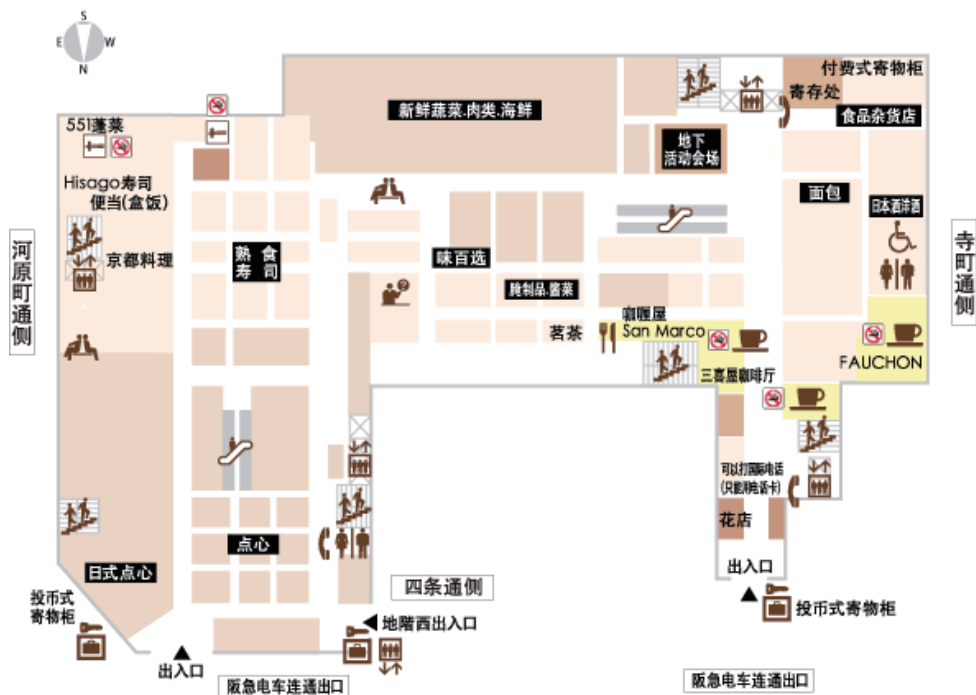 S
E
W
N
551蓬莱
Hisago寿司
便当(盒饭)
京都料理
河原町通侧
熟食
寿司
新鲜蔬菜.肉类.海鲜
地下
活动会场
付费式寄物柜
寄存处
食品杂货店
面包
日本酒洋酒
寺町通侧
味百选
腌制品.酱菜
茗茶
咖喱屋
San Marco
三喜屋咖啡厅
FAUCHON
可以打国际电话
(只能用电话卡)
花店
出入口
投币式寄物柜
阪急电车连通出口
点心
日式点心
四条通侧
投币式
寄物柜
出入口
地階西出入口
阪急电车连通出口